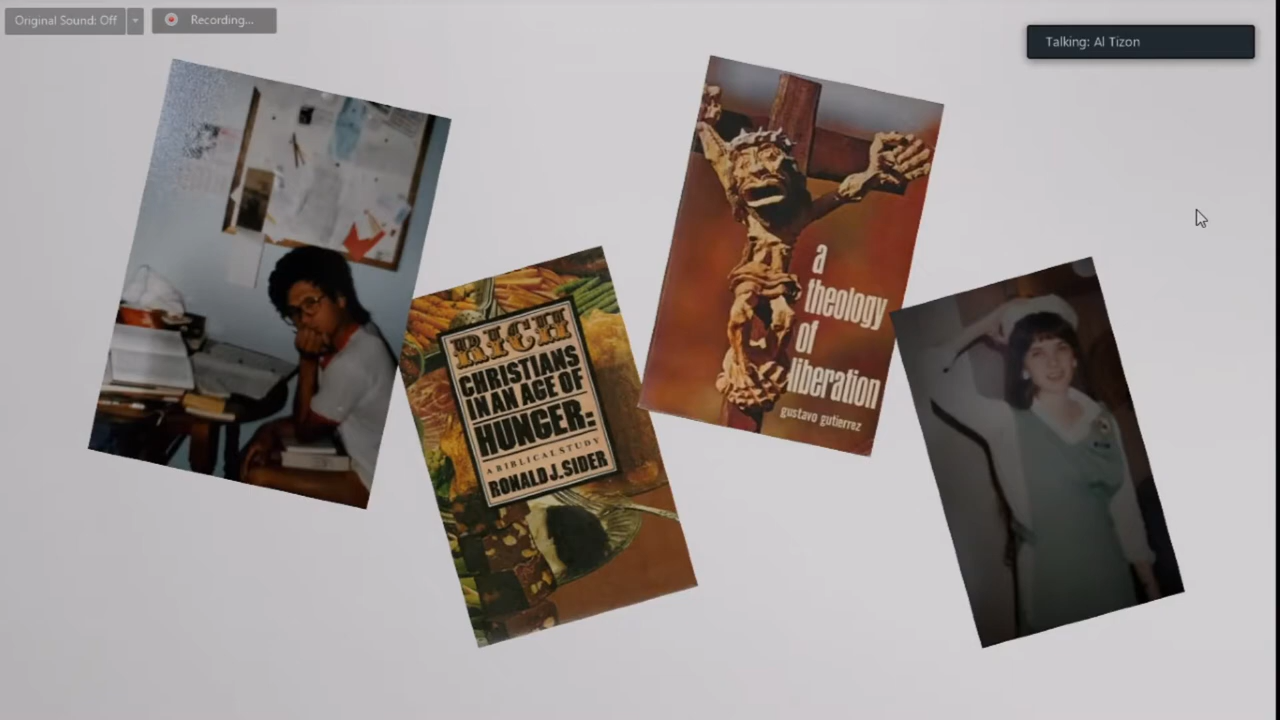 Original Sound: Off
Recording...
Talking: Al Tizon
RICH
CHRISTIANS
IN AN AGE OF
HUNGER:
A BIBLICAL STUDY
RONALD J. SIDER
a
theology
of
liberation
gustavo gutierrez